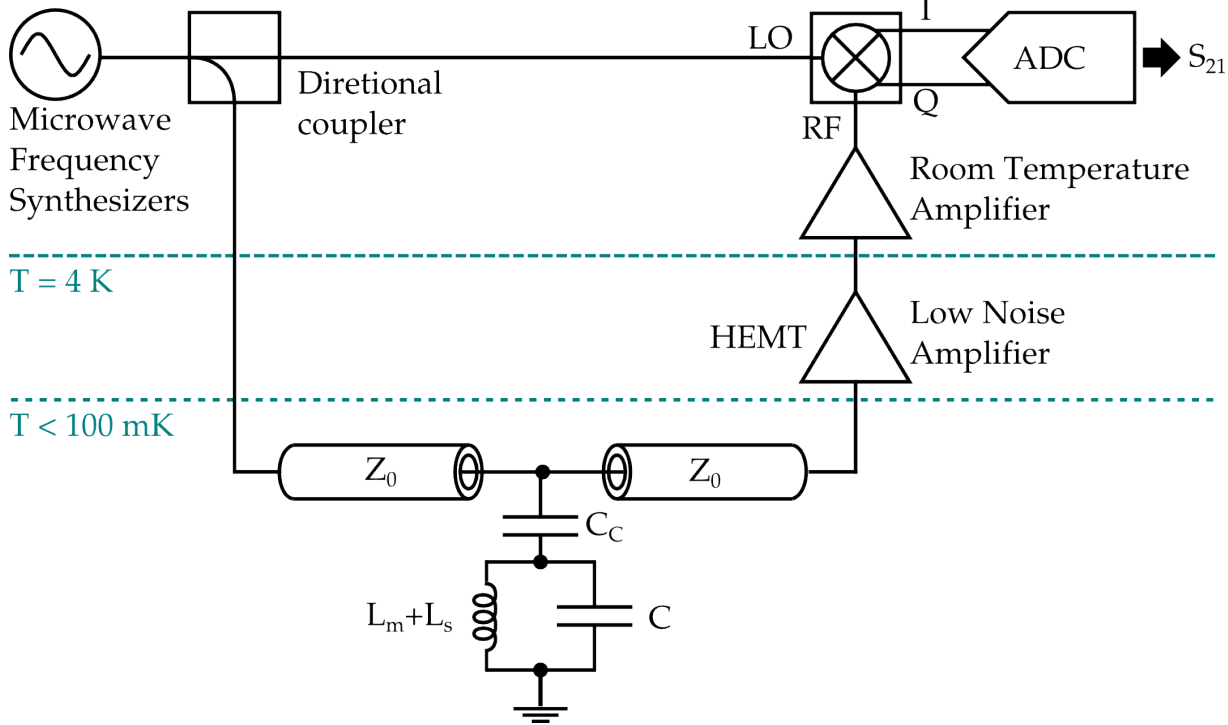 I
LO
ADC
S21
Diretional
coupler
Q
Microwave
Frequency
Synthesizers
RF
Room Temperature
Amplifier
T = 4 K
HEMT
Low Noise
Amplifier
T < 100 mK
Z0
Z0
CC
Lm+Ls
C